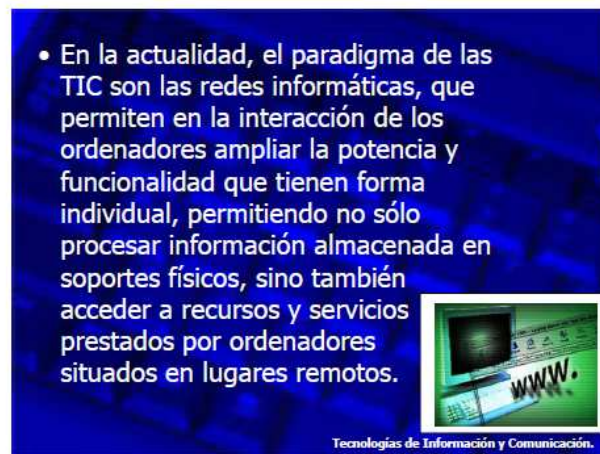 • En la actualidad, el paradigma de las
TIC son las redes informáticas, que
permiten en la interacción de los
ordenadores ampliar la potencia y
funcionalidad que tienen forma
individual, permitiendo no sólo
procesar información almacenada en
soportes físicos, sino también
acceder a recursos y servicios
prestados por ordenadores
situados en lugares remotos.
www.
Tecnologías de Información y Comunicación.